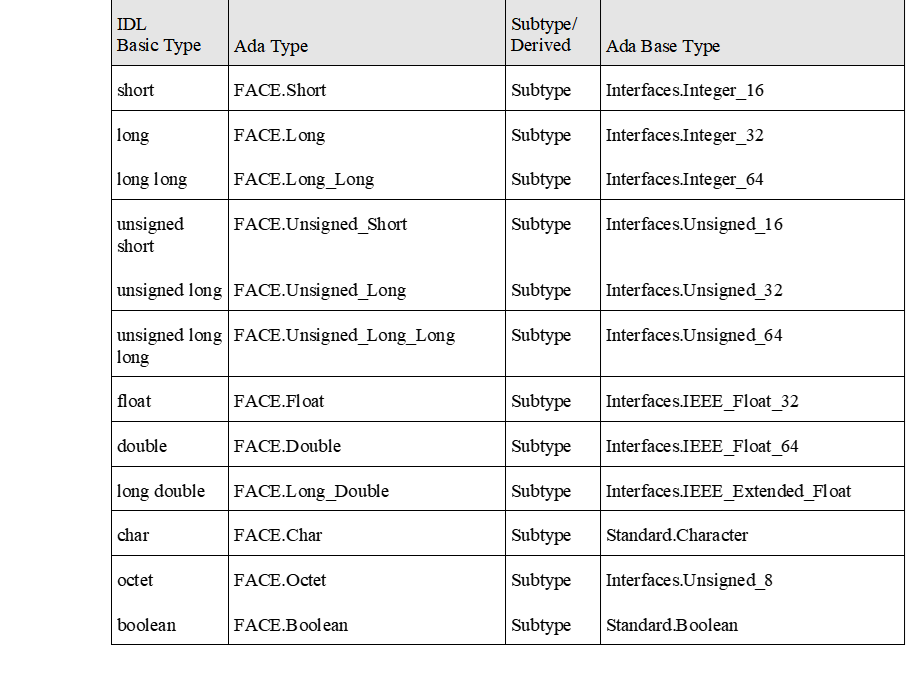 IDL
Basic Type Ada Type Subtype/
Derived Ada Base Type
short FACE.Short Subtype Interfaces.Integer_16
long FACE.Long Subtype Interfaces.Integer_32
long long FACE.Long_Long Subtype Interfaces.Integer_64
unsigned
short FACE.Unsigned_Short Subtype Interfaces.Unsigned_16
unsigned long FACE.Unsigned_Long Subtype Interfaces.Unsigned_32
unsigned long
long FACE.Unsigned_Long_Long Subtype Interfaces.Unsigned_64
float FACE.Float Subtype Interfaces.IEEE_Float_32
double FACE.Double Subtype Interfaces.IEEE_Float_64
long double FACE.Long_Double Subtype Interfaces.IEEE_Extended_Float
char FACE.Char Subtype Standard.Character
octet FACE.Octet Subtype Interfaces.Unsigned_8
boolean FACE.Boolean Subtype Standard.Boolean